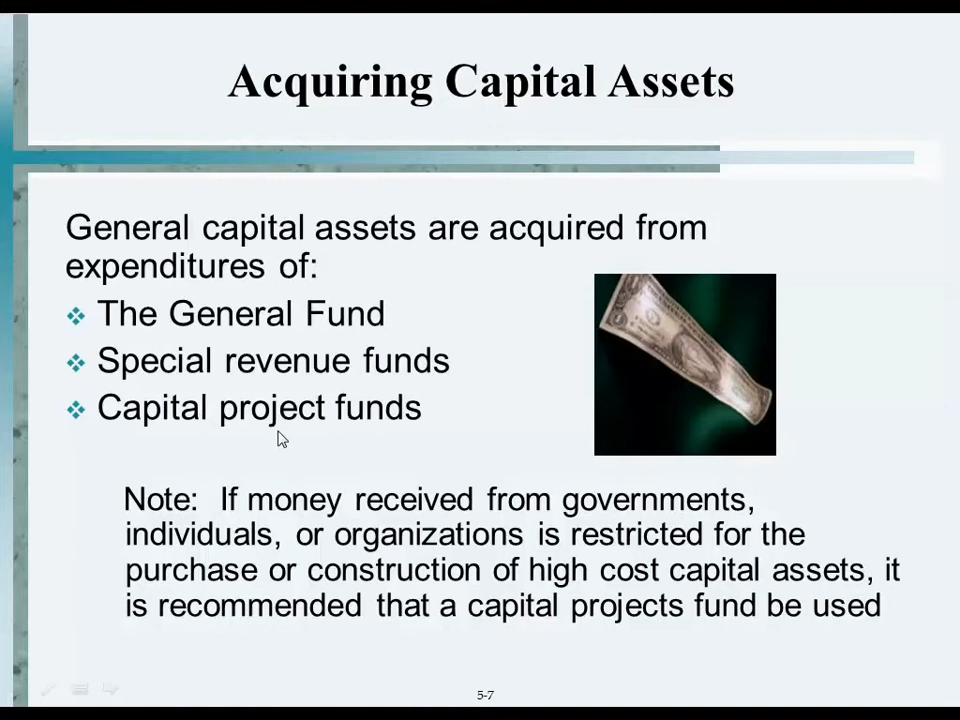 Acquiring Capital Assets
General capital assets are acquired from
expenditures of:
The General Fund
Special revenue funds
Capital project funds
Note: If money received from governments,
individuals, or organizations is restricted for the
purchase or construction of high cost capital assets, it
is recommended that a capital projects fund be used
5-7